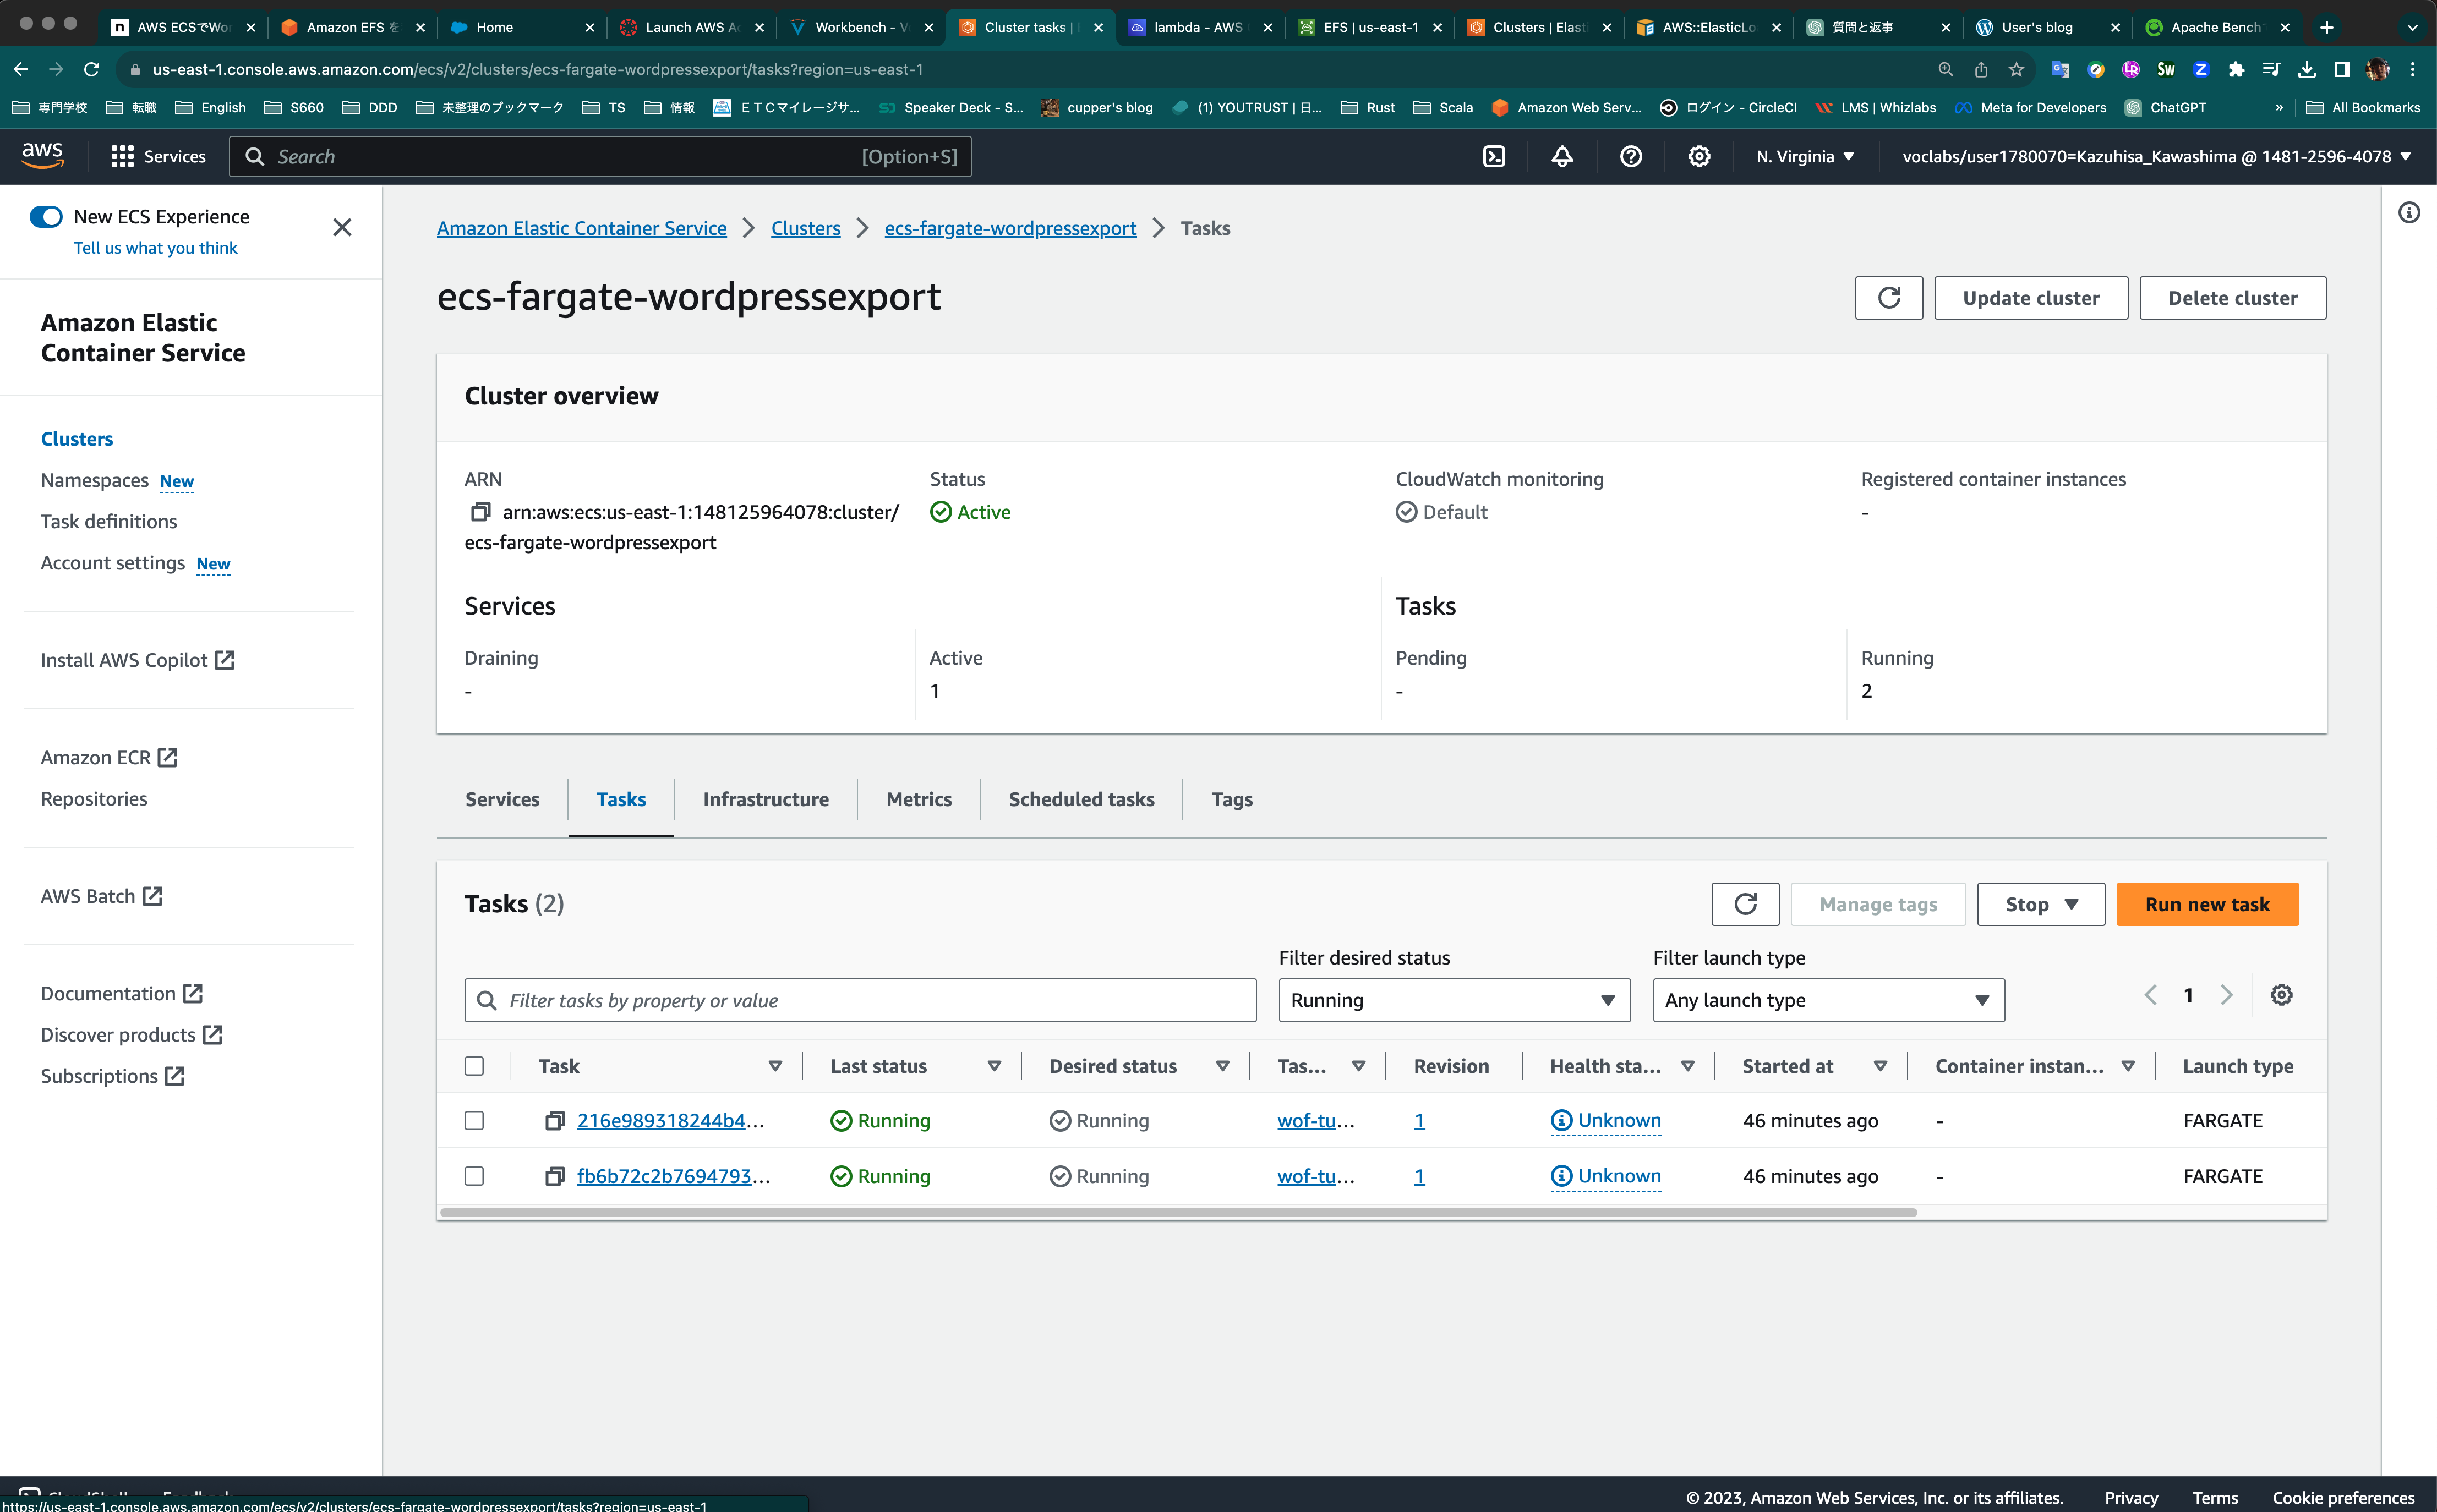 AWS ECSでWor
Amazon EFS を
Home
Launch AWS Ac
Workbench - Vo
Cluster tasks |
lambda - AWS
EFS | us-east-1
Clusters | Elasti
AWS::ElasticLo
質問と返事
User's blog
Apache Bench
us-east-1.console.aws.amazon.com/ecs/v2/clusters/ecs-fargate-wordpressexport/tasks?region=us-east-1
専門学校
転職
English
S660
DDD
未整理のブックマーク
TS
情報
ＥＴＣマイレージサ...
Speaker Deck - S...
cupper's blog
(1) YOUTRUST | 日...
Rust
Scala
Amazon Web Serv...
ログイン - CircleCI
LMS | Whizlabs
Meta for Developers
ChatGPT
»
All Bookmarks
aws
Services
Search
[Option+S]
N. Virginia
voclabs/user1780070=Kazuhisa_Kawashima @ 1481-2596-4078
New ECS Experience
Tell us what you think
Amazon Elastic
Container Service
Clusters
Namespaces New
Task definitions
Account settings New
Install AWS Copilot
Amazon ECR
Repositories
AWS Batch
Documentation
Discover products
Subscriptions
Amazon Elastic Container Service
Clusters
ecs-fargate-wordpressexport
Tasks
ecs-fargate-wordpressexport
Update cluster
Delete cluster
Cluster overview
ARN
arn:aws:ecs:us-east-1:148125964078:cluster/
ecs-fargate-wordpressexport
Status
Active
CloudWatch monitoring
Default
Registered container instances
-
Services
Tasks
Draining
-
Active
1
Pending
-
Running
2
Services
Tasks
Infrastructure
Metrics
Scheduled tasks
Tags
Tasks (2)
Manage tags
Stop
Run new task
Filter desired status
Filter launch type
Filter tasks by property or value
Running
Any launch type
1
Task Last status Desired status Tas... Revision Health sta... Started at Container instan... Launch type
216e989318244b4... Running Running wof-tu... 1 Unknown 46 minutes ago - FARGATE
fb6b72c2b7694793... Running Running wof-tu... 1 Unknown 46 minutes ago - FARGATE
https://us-east-1.console.aws.amazon.com/ecs/v2/clusters/ecs-fargate-wordpressexport/tasks?region=us-east-1
© 2023, Amazon Web Services, Inc. or its affiliates.
Privacy
Terms
Cookie preferences